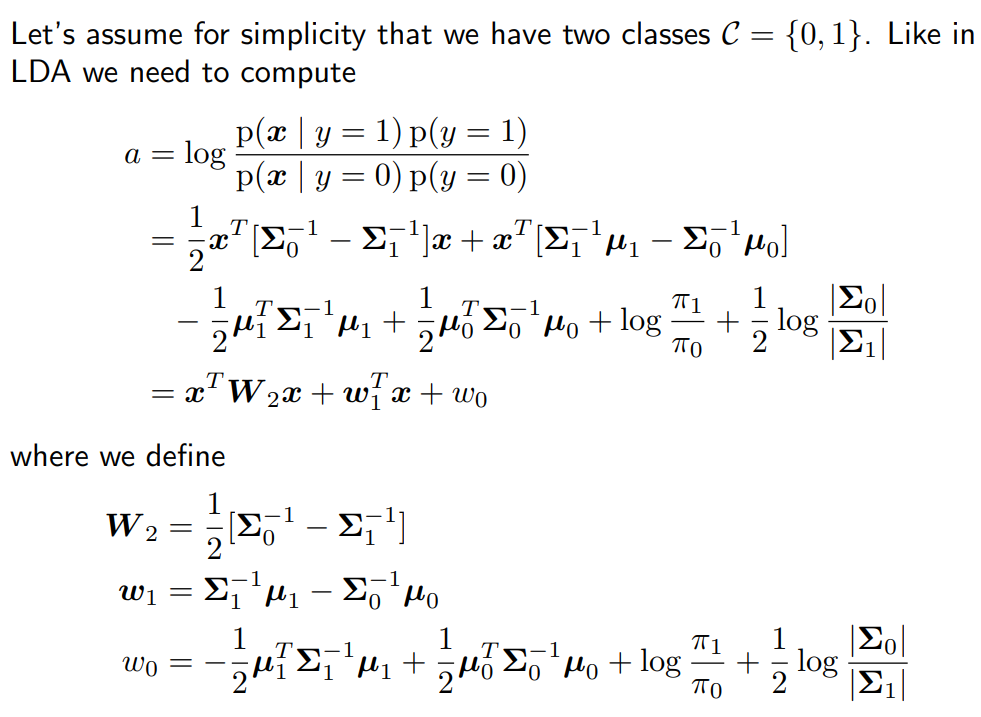 Let's assume for simplicity that we have two classes $\mathcal{C} = \{0, 1\}$. Like in
LDA we need to compute
$a = \log \frac{\mathrm{p}(\boldsymbol{x} \mid y = 1)\,\mathrm{p}(y = 1)}{\mathrm{p}(\boldsymbol{x} \mid y = 0)\,\mathrm{p}(y = 0)}$
$= \frac{1}{2}\boldsymbol{x}^T[\boldsymbol{\Sigma}_0^{-1} - \boldsymbol{\Sigma}_1^{-1}]\boldsymbol{x} + \boldsymbol{x}^T[\boldsymbol{\Sigma}_1^{-1}\boldsymbol{\mu}_1 - \boldsymbol{\Sigma}_0^{-1}\boldsymbol{\mu}_0]$
$- \frac{1}{2}\boldsymbol{\mu}_1^T\boldsymbol{\Sigma}_1^{-1}\boldsymbol{\mu}_1 + \frac{1}{2}\boldsymbol{\mu}_0^T\boldsymbol{\Sigma}_0^{-1}\boldsymbol{\mu}_0 + \log \frac{\pi_1}{\pi_0} + \frac{1}{2}\log \frac{|\boldsymbol{\Sigma}_0|}{|\boldsymbol{\Sigma}_1|}$
$= \boldsymbol{x}^T\boldsymbol{W}_2\boldsymbol{x} + \boldsymbol{w}_1^T\boldsymbol{x} + w_0$
where we define
$\boldsymbol{W}_2 = \frac{1}{2}[\boldsymbol{\Sigma}_0^{-1} - \boldsymbol{\Sigma}_1^{-1}]$
$\boldsymbol{w}_1 = \boldsymbol{\Sigma}_1^{-1}\boldsymbol{\mu}_1 - \boldsymbol{\Sigma}_0^{-1}\boldsymbol{\mu}_0$
$w_0 = -\frac{1}{2}\boldsymbol{\mu}_1^T\boldsymbol{\Sigma}_1^{-1}\boldsymbol{\mu}_1 + \frac{1}{2}\boldsymbol{\mu}_0^T\boldsymbol{\Sigma}_0^{-1}\boldsymbol{\mu}_0 + \log \frac{\pi_1}{\pi_0} + \frac{1}{2}\log \frac{|\boldsymbol{\Sigma}_0|}{|\boldsymbol{\Sigma}_1|}$